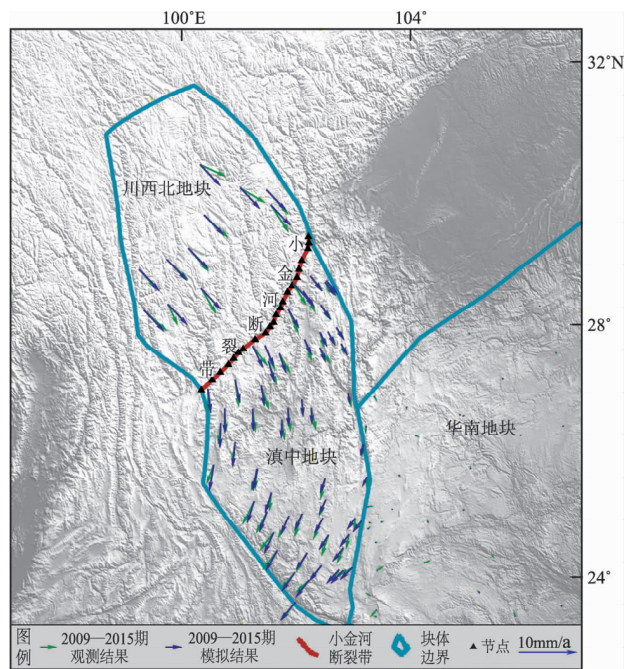 100°E
104°
32°N
川西北地块
小
金
河
断
裂
带
28°
华南地块
滇中地块
24°
图例
2009—2015期观测结果
2009—2015期模拟结果
小金河断裂带
块体边界
节点
10mm/a